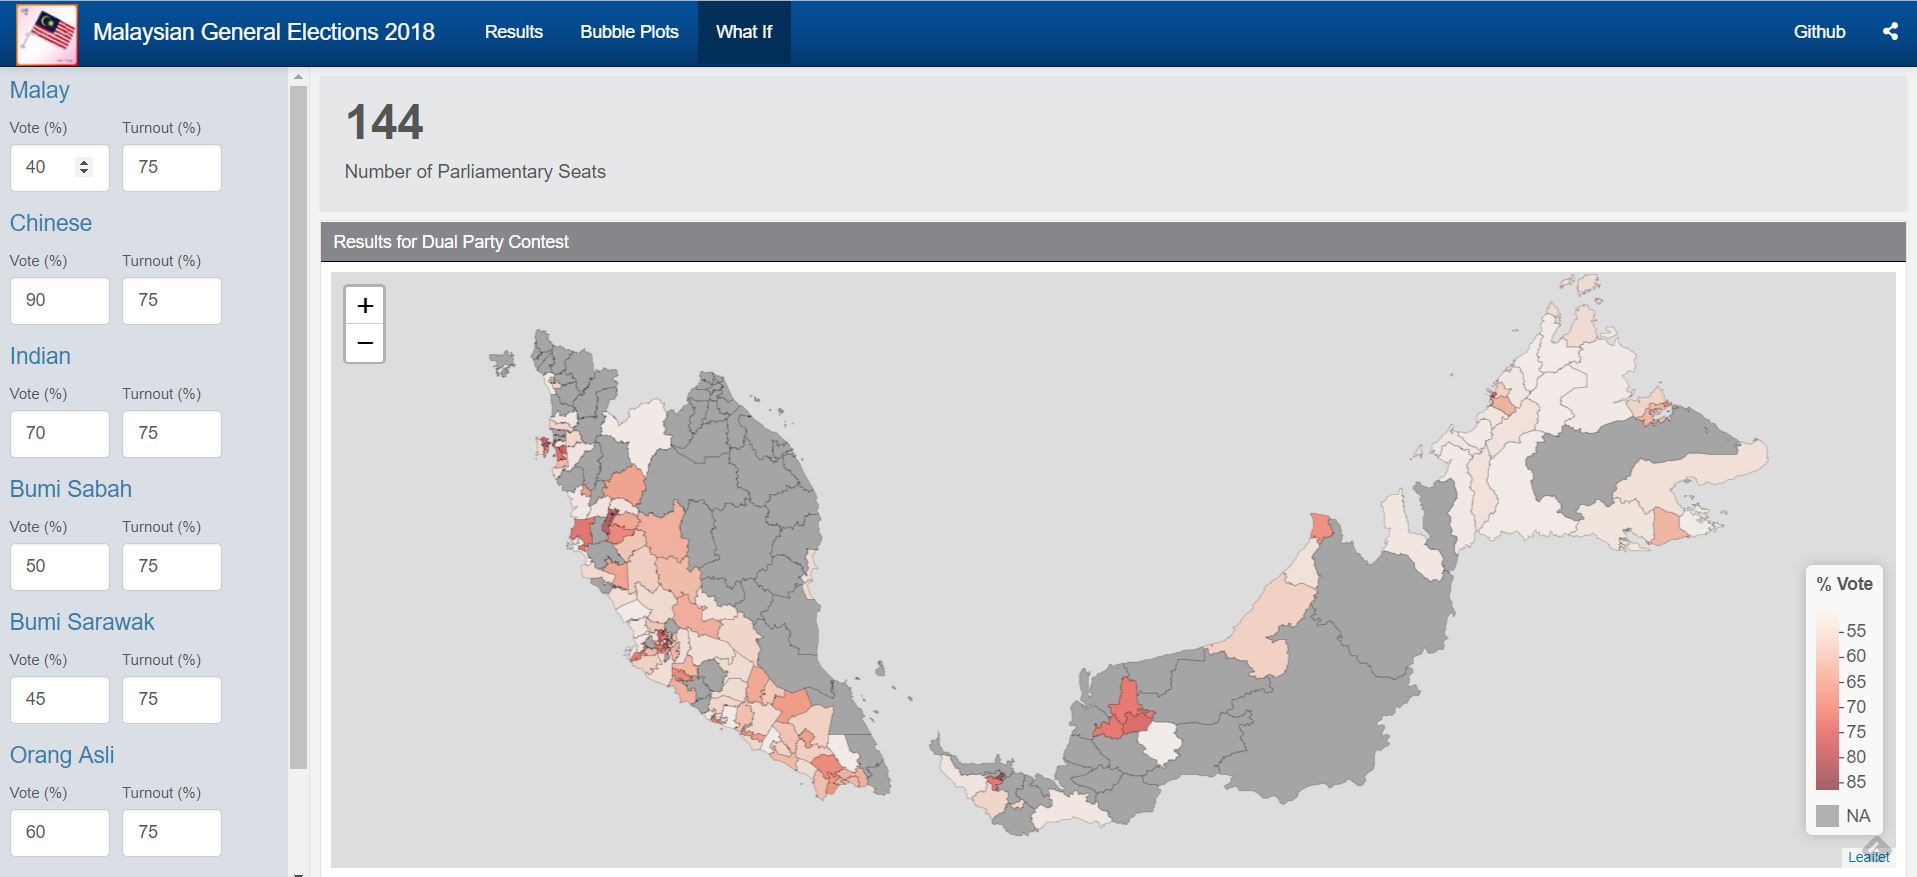 Malaysian General Elections 2018
Results
Bubble Plots
What If
Github
Malay
Vote (%) Turnout (%)
40 75
Chinese
Vote (%) Turnout (%)
90 75
Indian
Vote (%) Turnout (%)
70 75
Bumi Sabah
Vote (%) Turnout (%)
50 75
Bumi Sarawak
Vote (%) Turnout (%)
45 75
Orang Asli
Vote (%) Turnout (%)
60 75
144
Number of Parliamentary Seats
Results for Dual Party Contest
+
−
% Vote
55
60
65
70
75
80
85
NA
Leaflet